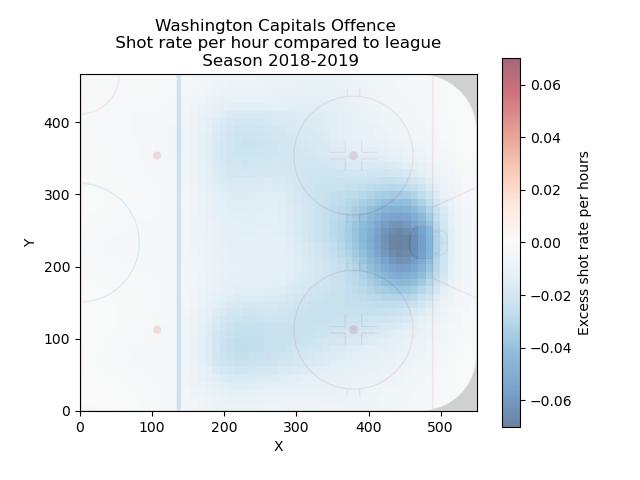 Washington Capitals Offence
Shot rate per hour compared to league
Season 2018-2019
Y
400
300
200
100
0
0 100 200 300 400 500
X
0.06
0.04
0.02
0.00
−0.02
−0.04
−0.06
Excess shot rate per hours